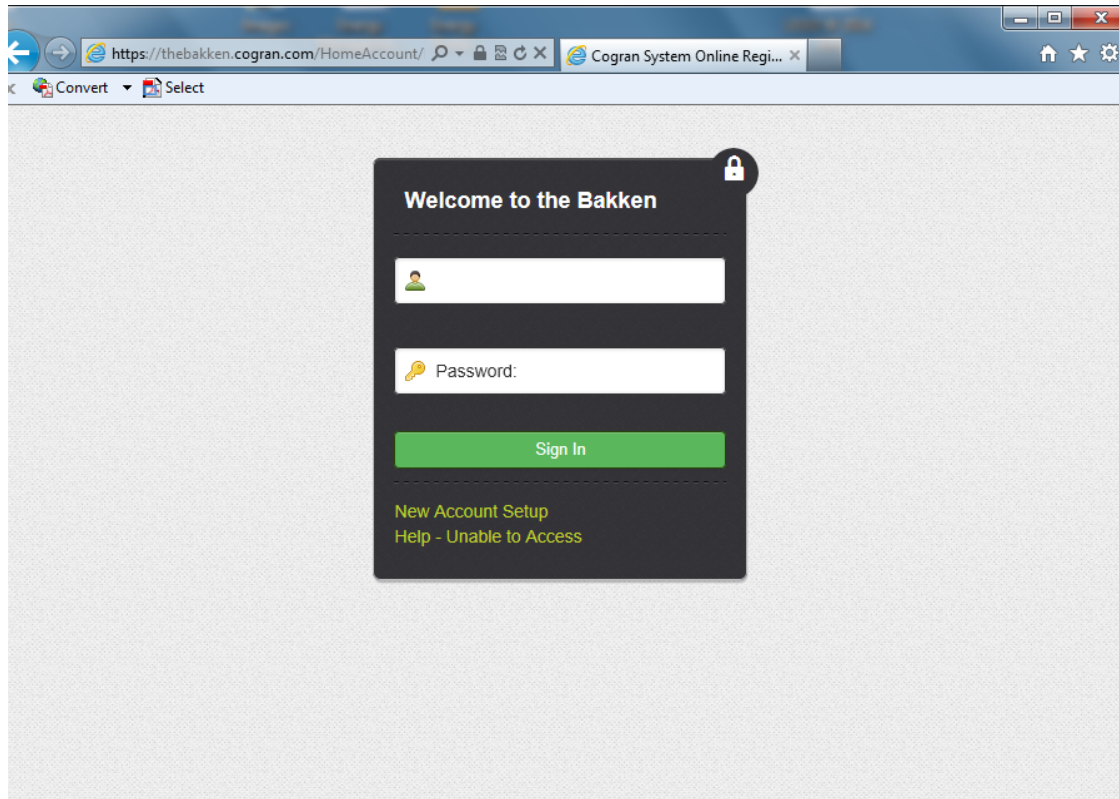 https://thebakken.cogran.com/HomeAccount/
Cogran System Online Regi...
Convert
Select
Welcome to the Bakken
Password:
Sign In
New Account Setup
Help - Unable to Access